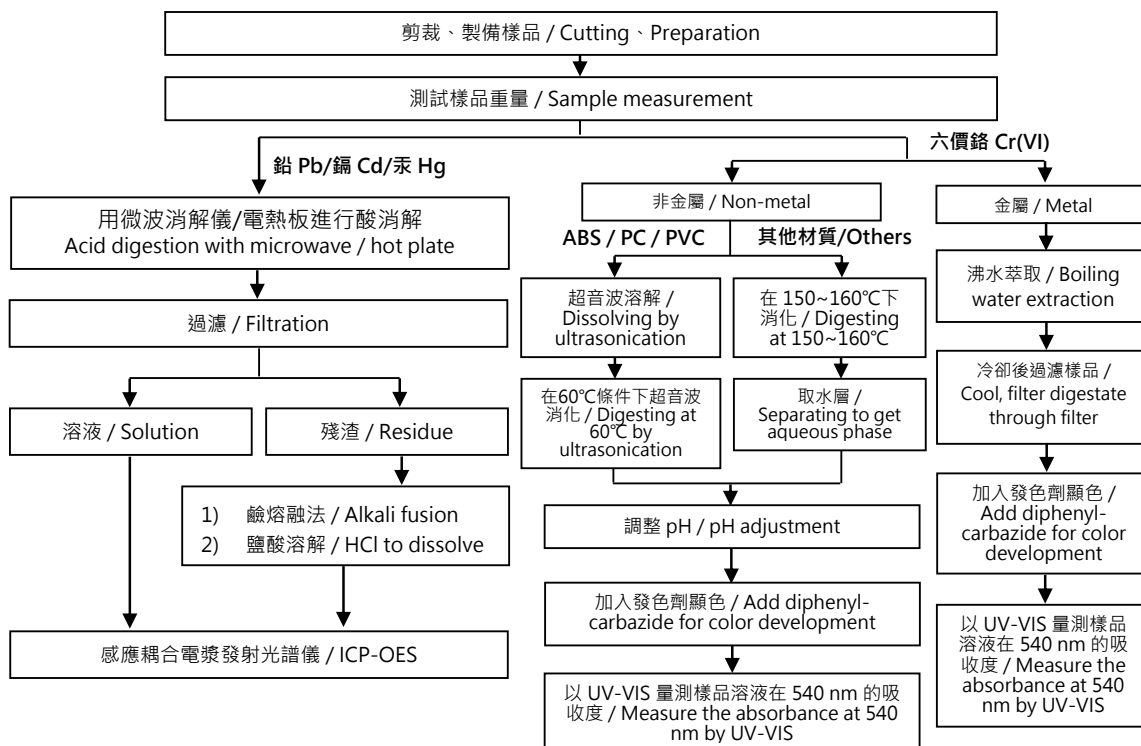 剪裁、製備樣品 / Cutting、Preparation
測試樣品重量 / Sample measurement
鉛 Pb/鎘 Cd/汞 Hg
六價鉻 Cr(VI)
用微波消解儀/電熱板進行酸消解
Acid digestion with microwave / hot plate
非金屬 / Non-metal
金屬 / Metal
ABS / PC / PVC
其他材質/Others
過濾 / Filtration
超音波溶解 /
Dissolving by
ultrasonication
在 150~160℃下
消化 / Digesting
at 150~160℃
沸水萃取 / Boiling
water extraction
溶液 / Solution
殘渣 / Residue
在60℃條件下超音波
消化 / Digesting at
60℃ by
ultrasonication
取水層 /
Separating to get
aqueous phase
冷卻後過濾樣品 /
Cool, filter digestate
through filter
1) 鹼熔融法 / Alkali fusion
2) 鹽酸溶解 / HCl to dissolve
調整 pH / pH adjustment
加入發色劑顯色 /
Add diphenyl-
carbazide for color
development
加入發色劑顯色 / Add diphenyl-
carbazide for color development
感應耦合電漿發射光譜儀 / ICP-OES
以 UV-VIS 量測樣品溶液在 540 nm 的吸
收度 / Measure the absorbance at 540
nm by UV-VIS
以 UV-VIS 量測樣品
溶液在 540 nm 的吸
收度 / Measure the
absorbance at 540
nm by UV-VIS